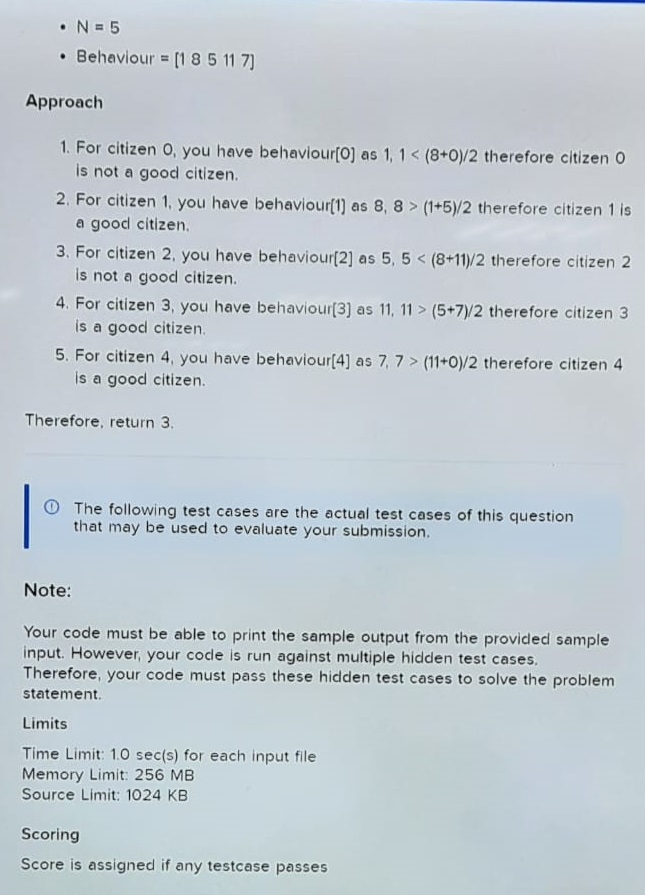 • N = 5
• Behaviour = [1 8 5 11 7]
Approach
1. For citizen 0, you have behaviour[0] as 1, 1 < (8+0)/2 therefore citizen 0
is not a good citizen.
2. For citizen 1, you have behaviour[1] as 8, 8 > (1+5)/2 therefore citizen 1 is
a good citizen.
3. For citizen 2, you have behaviour[2] as 5, 5 < (8+11)/2 therefore citizen 2
is not a good citizen.
4. For citizen 3, you have behaviour[3] as 11, 11 > (5+7)/2 therefore citizen 3
is a good citizen.
5. For citizen 4, you have behaviour[4] as 7, 7 > (11+0)/2 therefore citizen 4
is a good citizen.
Therefore, return 3.
The following test cases are the actual test cases of this question
that may be used to evaluate your submission.
Note:
Your code must be able to print the sample output from the provided sample
input. However, your code is run against multiple hidden test cases.
Therefore, your code must pass these hidden test cases to solve the problem
statement.
Limits
Time Limit: 1.0 sec(s) for each input file
Memory Limit: 256 MB
Source Limit: 1024 KB
Scoring
Score is assigned if any testcase passes